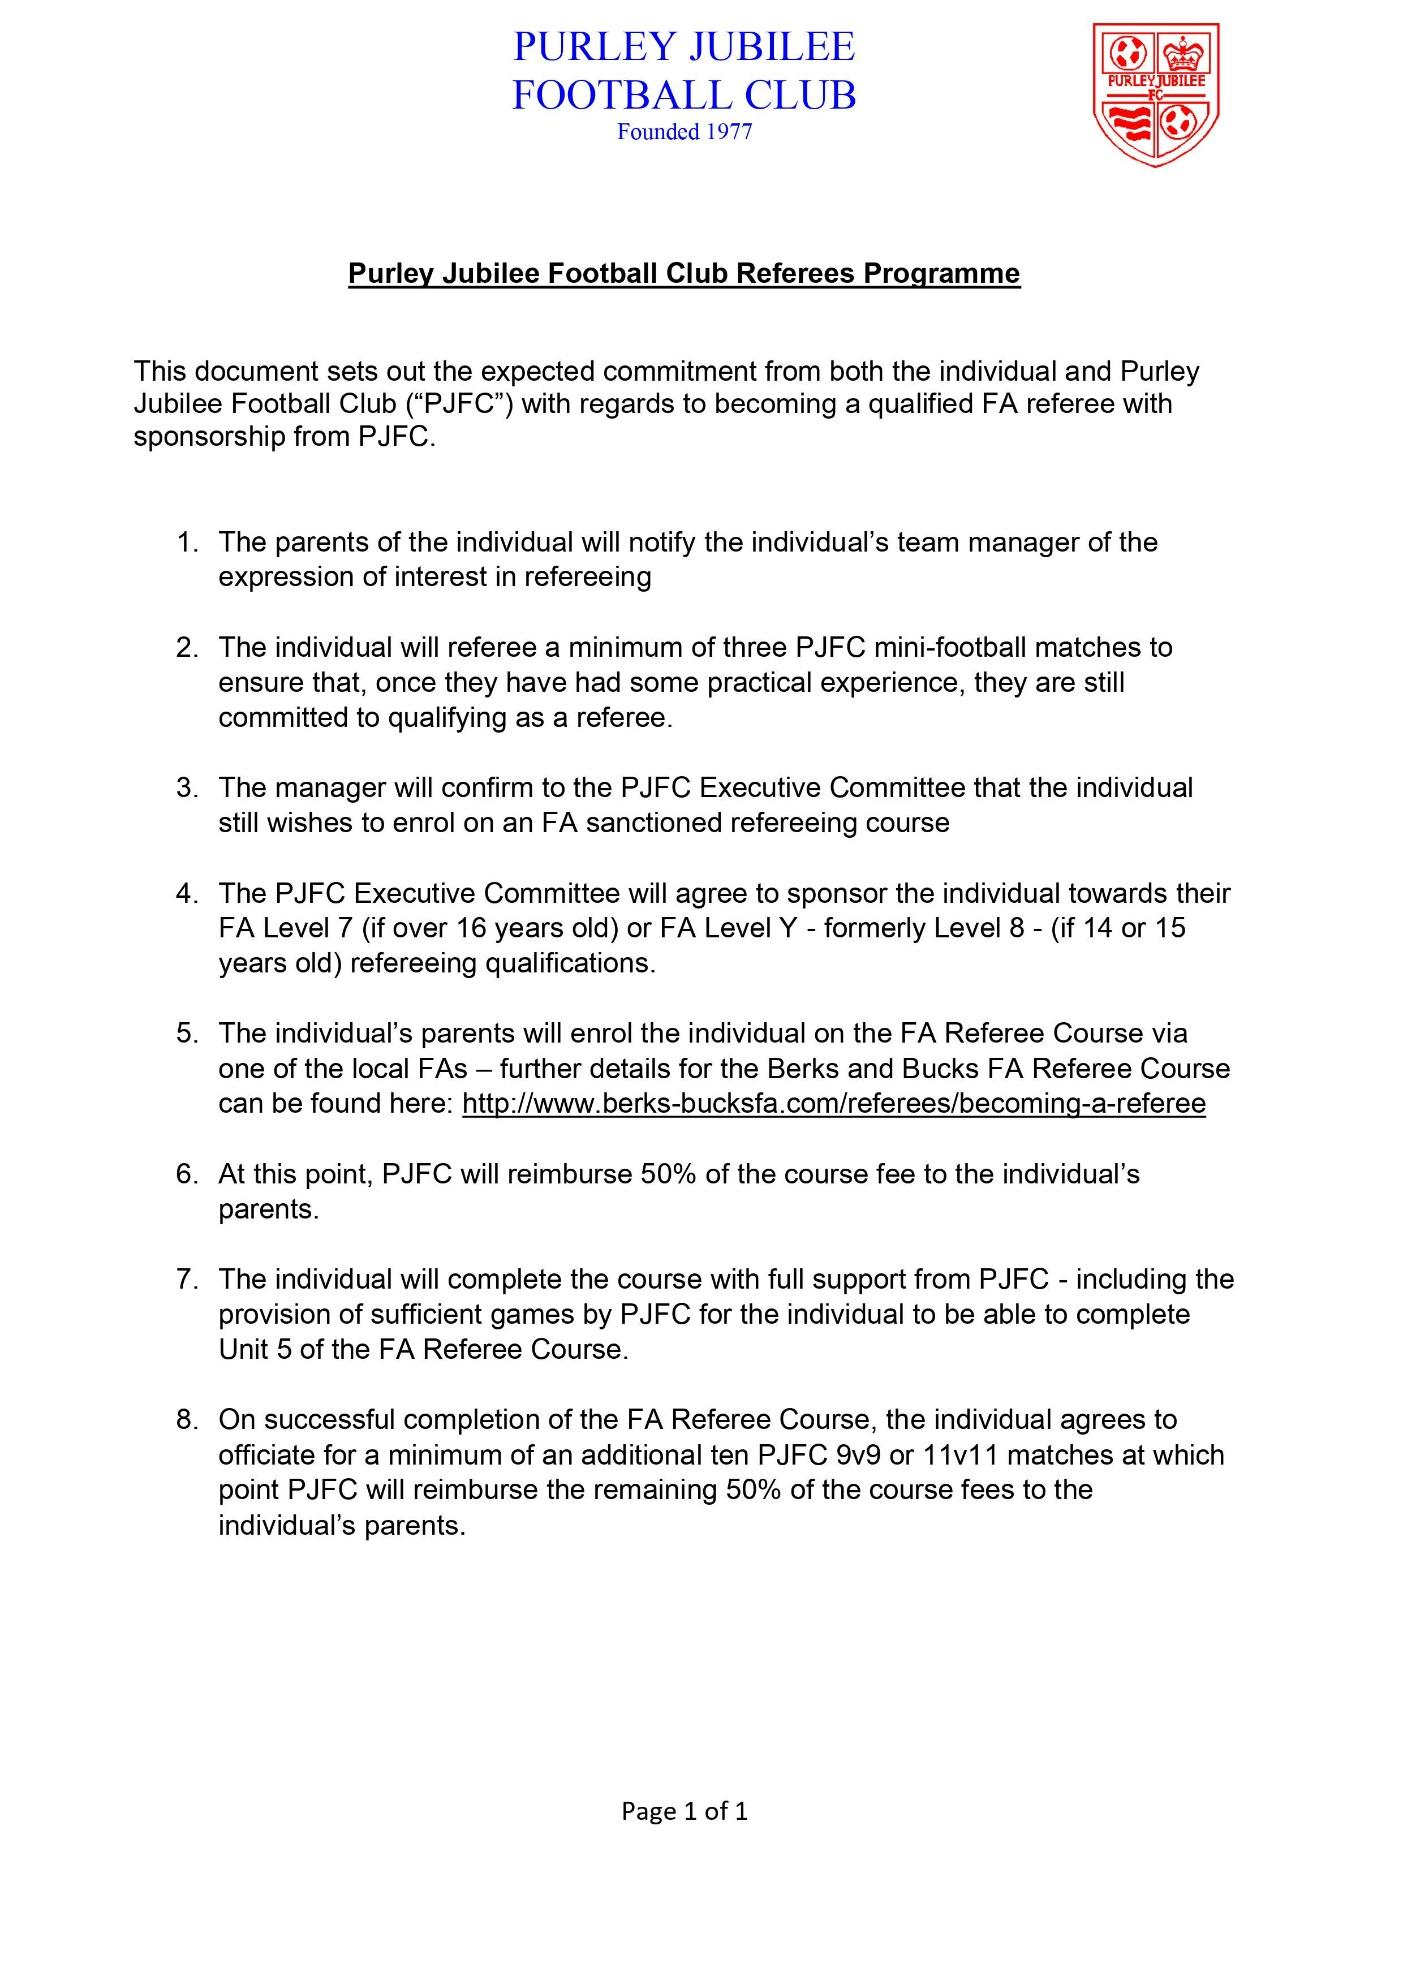 PURLEY JUBILEE
FOOTBALL CLUB
Founded 1977
PURLEY JUBILEE
FC
Purley Jubilee Football Club Referees Programme
This document sets out the expected commitment from both the individual and Purley
Jubilee Football Club (“PJFC”) with regards to becoming a qualified FA referee with
sponsorship from PJFC.
1. The parents of the individual will notify the individual’s team manager of the
expression of interest in refereeing
2. The individual will referee a minimum of three PJFC mini-football matches to
ensure that, once they have had some practical experience, they are still
committed to qualifying as a referee.
3. The manager will confirm to the PJFC Executive Committee that the individual
still wishes to enrol on an FA sanctioned refereeing course
4. The PJFC Executive Committee will agree to sponsor the individual towards their
FA Level 7 (if over 16 years old) or FA Level Y - formerly Level 8 - (if 14 or 15
years old) refereeing qualifications.
5. The individual’s parents will enrol the individual on the FA Referee Course via
one of the local FAs – further details for the Berks and Bucks FA Referee Course
can be found here: http://www.berks-bucksfa.com/referees/becoming-a-referee
6. At this point, PJFC will reimburse 50% of the course fee to the individual’s
parents.
7. The individual will complete the course with full support from PJFC - including the
provision of sufficient games by PJFC for the individual to be able to complete
Unit 5 of the FA Referee Course.
8. On successful completion of the FA Referee Course, the individual agrees to
officiate for a minimum of an additional ten PJFC 9v9 or 11v11 matches at which
point PJFC will reimburse the remaining 50% of the course fees to the
individual’s parents.
Page 1 of 1